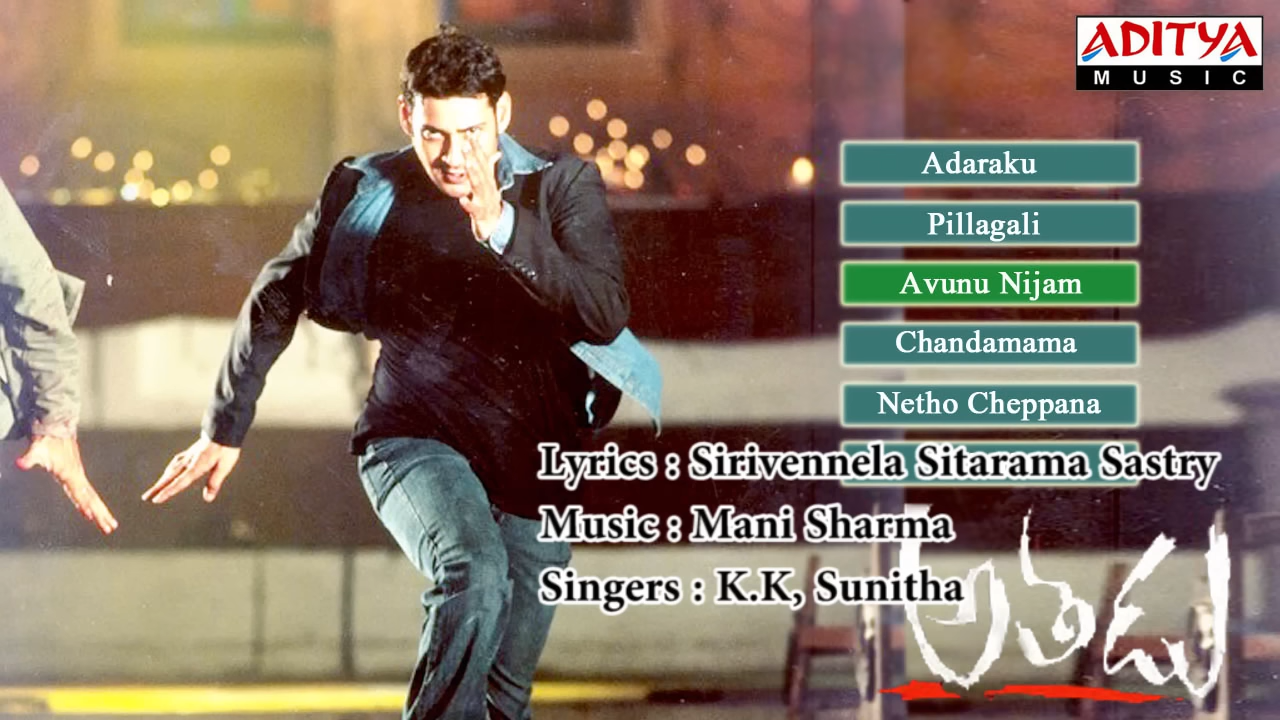 ADITYA
MUSIC
Adaraku
Pillagali
Avunu Nijam
Chandamama
Netho Cheppana
Lyrics : Sirivennela Sitarama Sastry
Music : Mani Sharma
Singers : K.K, Sunitha
అతడు